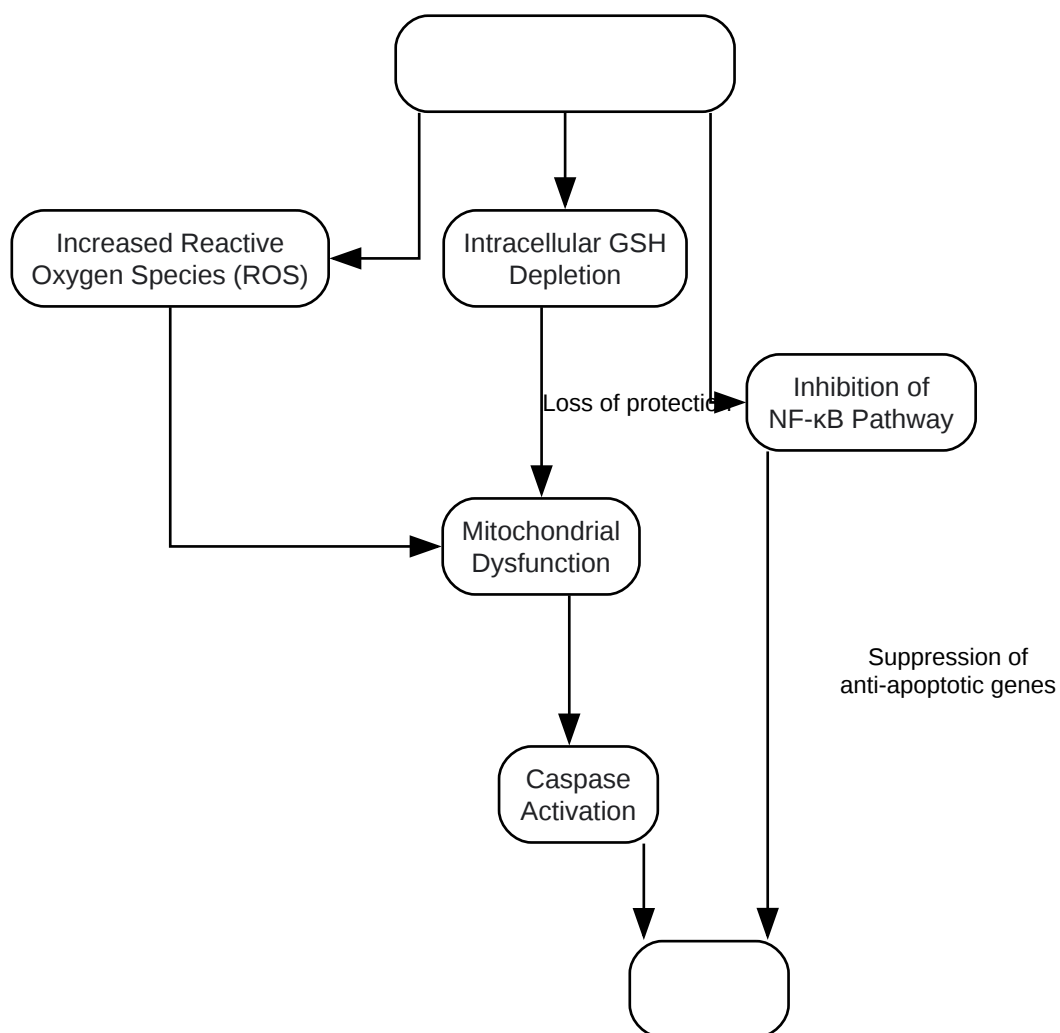 Increased Reactive
Oxygen Species (ROS)
Intracellular GSH
Depletion
Loss of protection
Inhibition of
NF-κB Pathway
Mitochondrial
Dysfunction
Suppression of
anti-apoptotic genes
Caspase
Activation